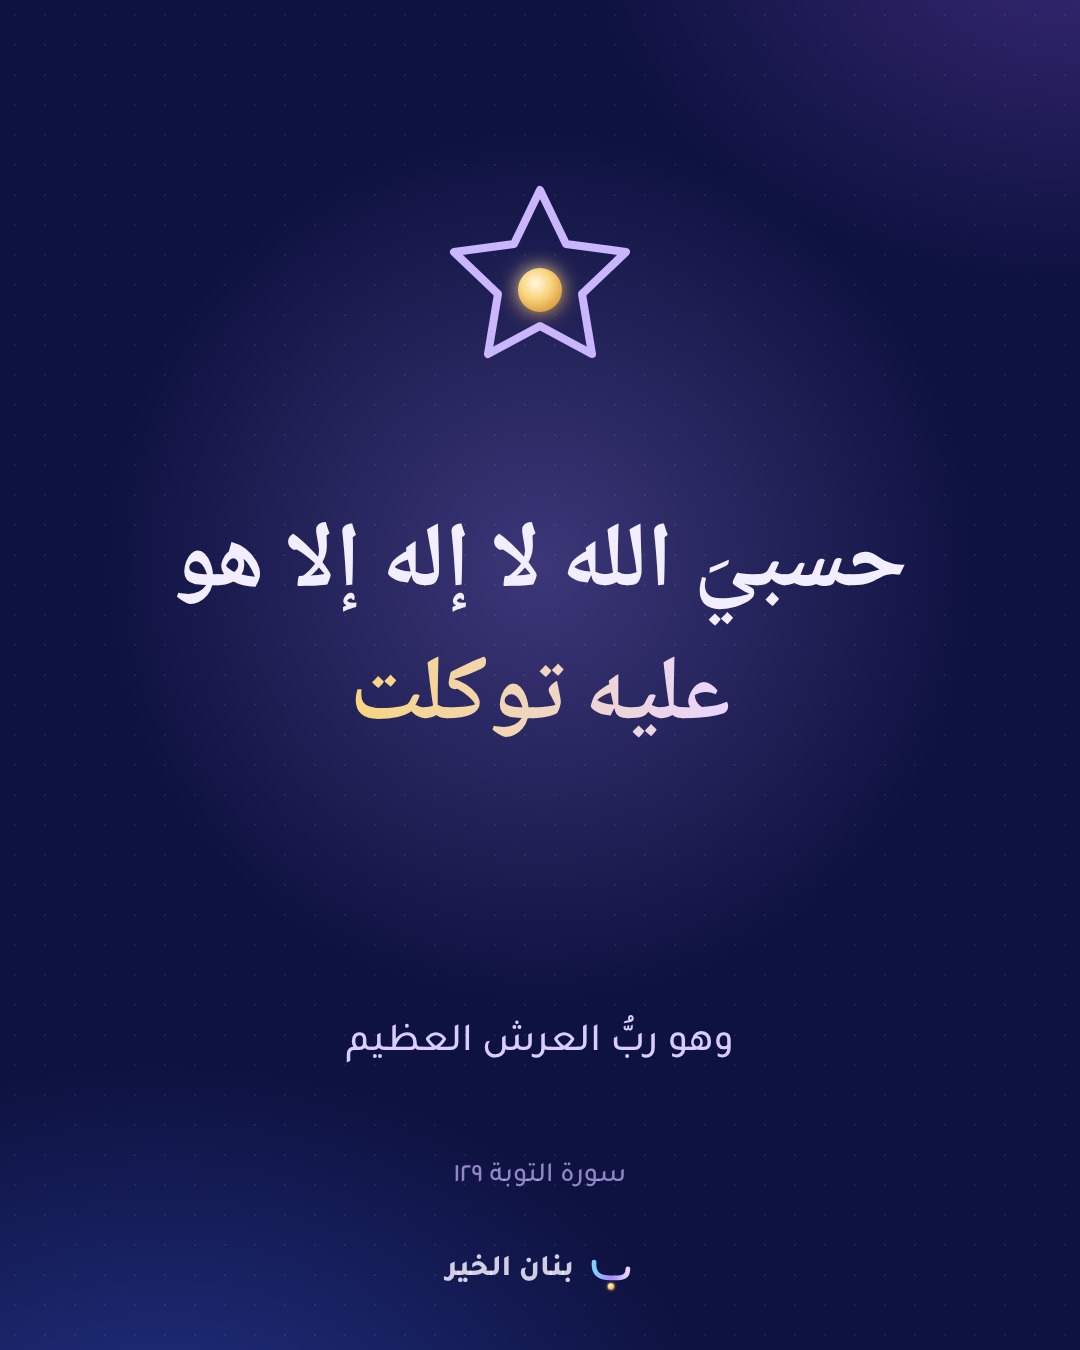 حسبيَ الله لا إله إلا هو
عليه توكلت
وهو ربُّ العرش العظيم
سورة التوبة ١٢٩
بنان الخير